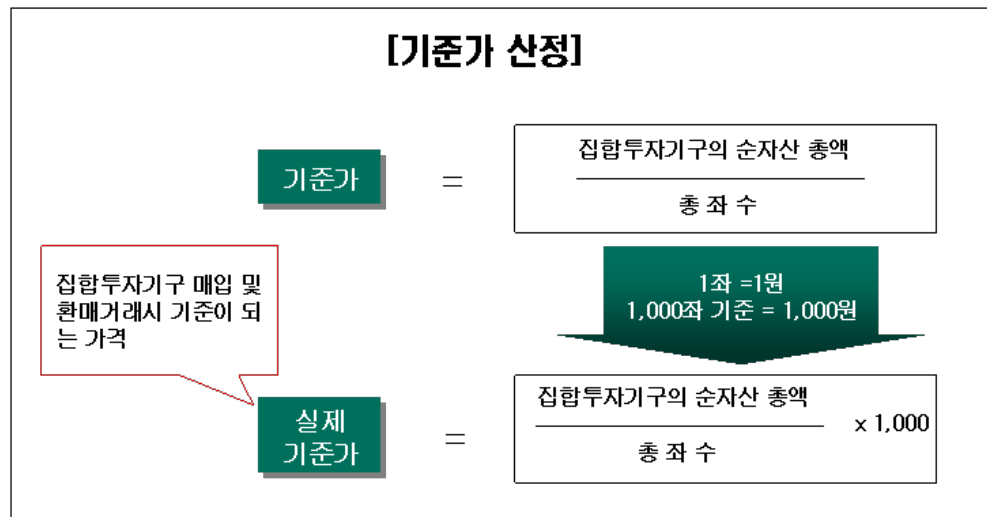 [기준가 산정]
기준가
=
집합투자기구의 순자산 총액
총 좌 수
집합투자기구 매입 및
환매거래시 기준이 되
는 가격
1좌 =1원
1,000좌 기준 = 1,000원
실제
기준가
=
집합투자기구의 순자산 총액
총 좌 수
x 1,000